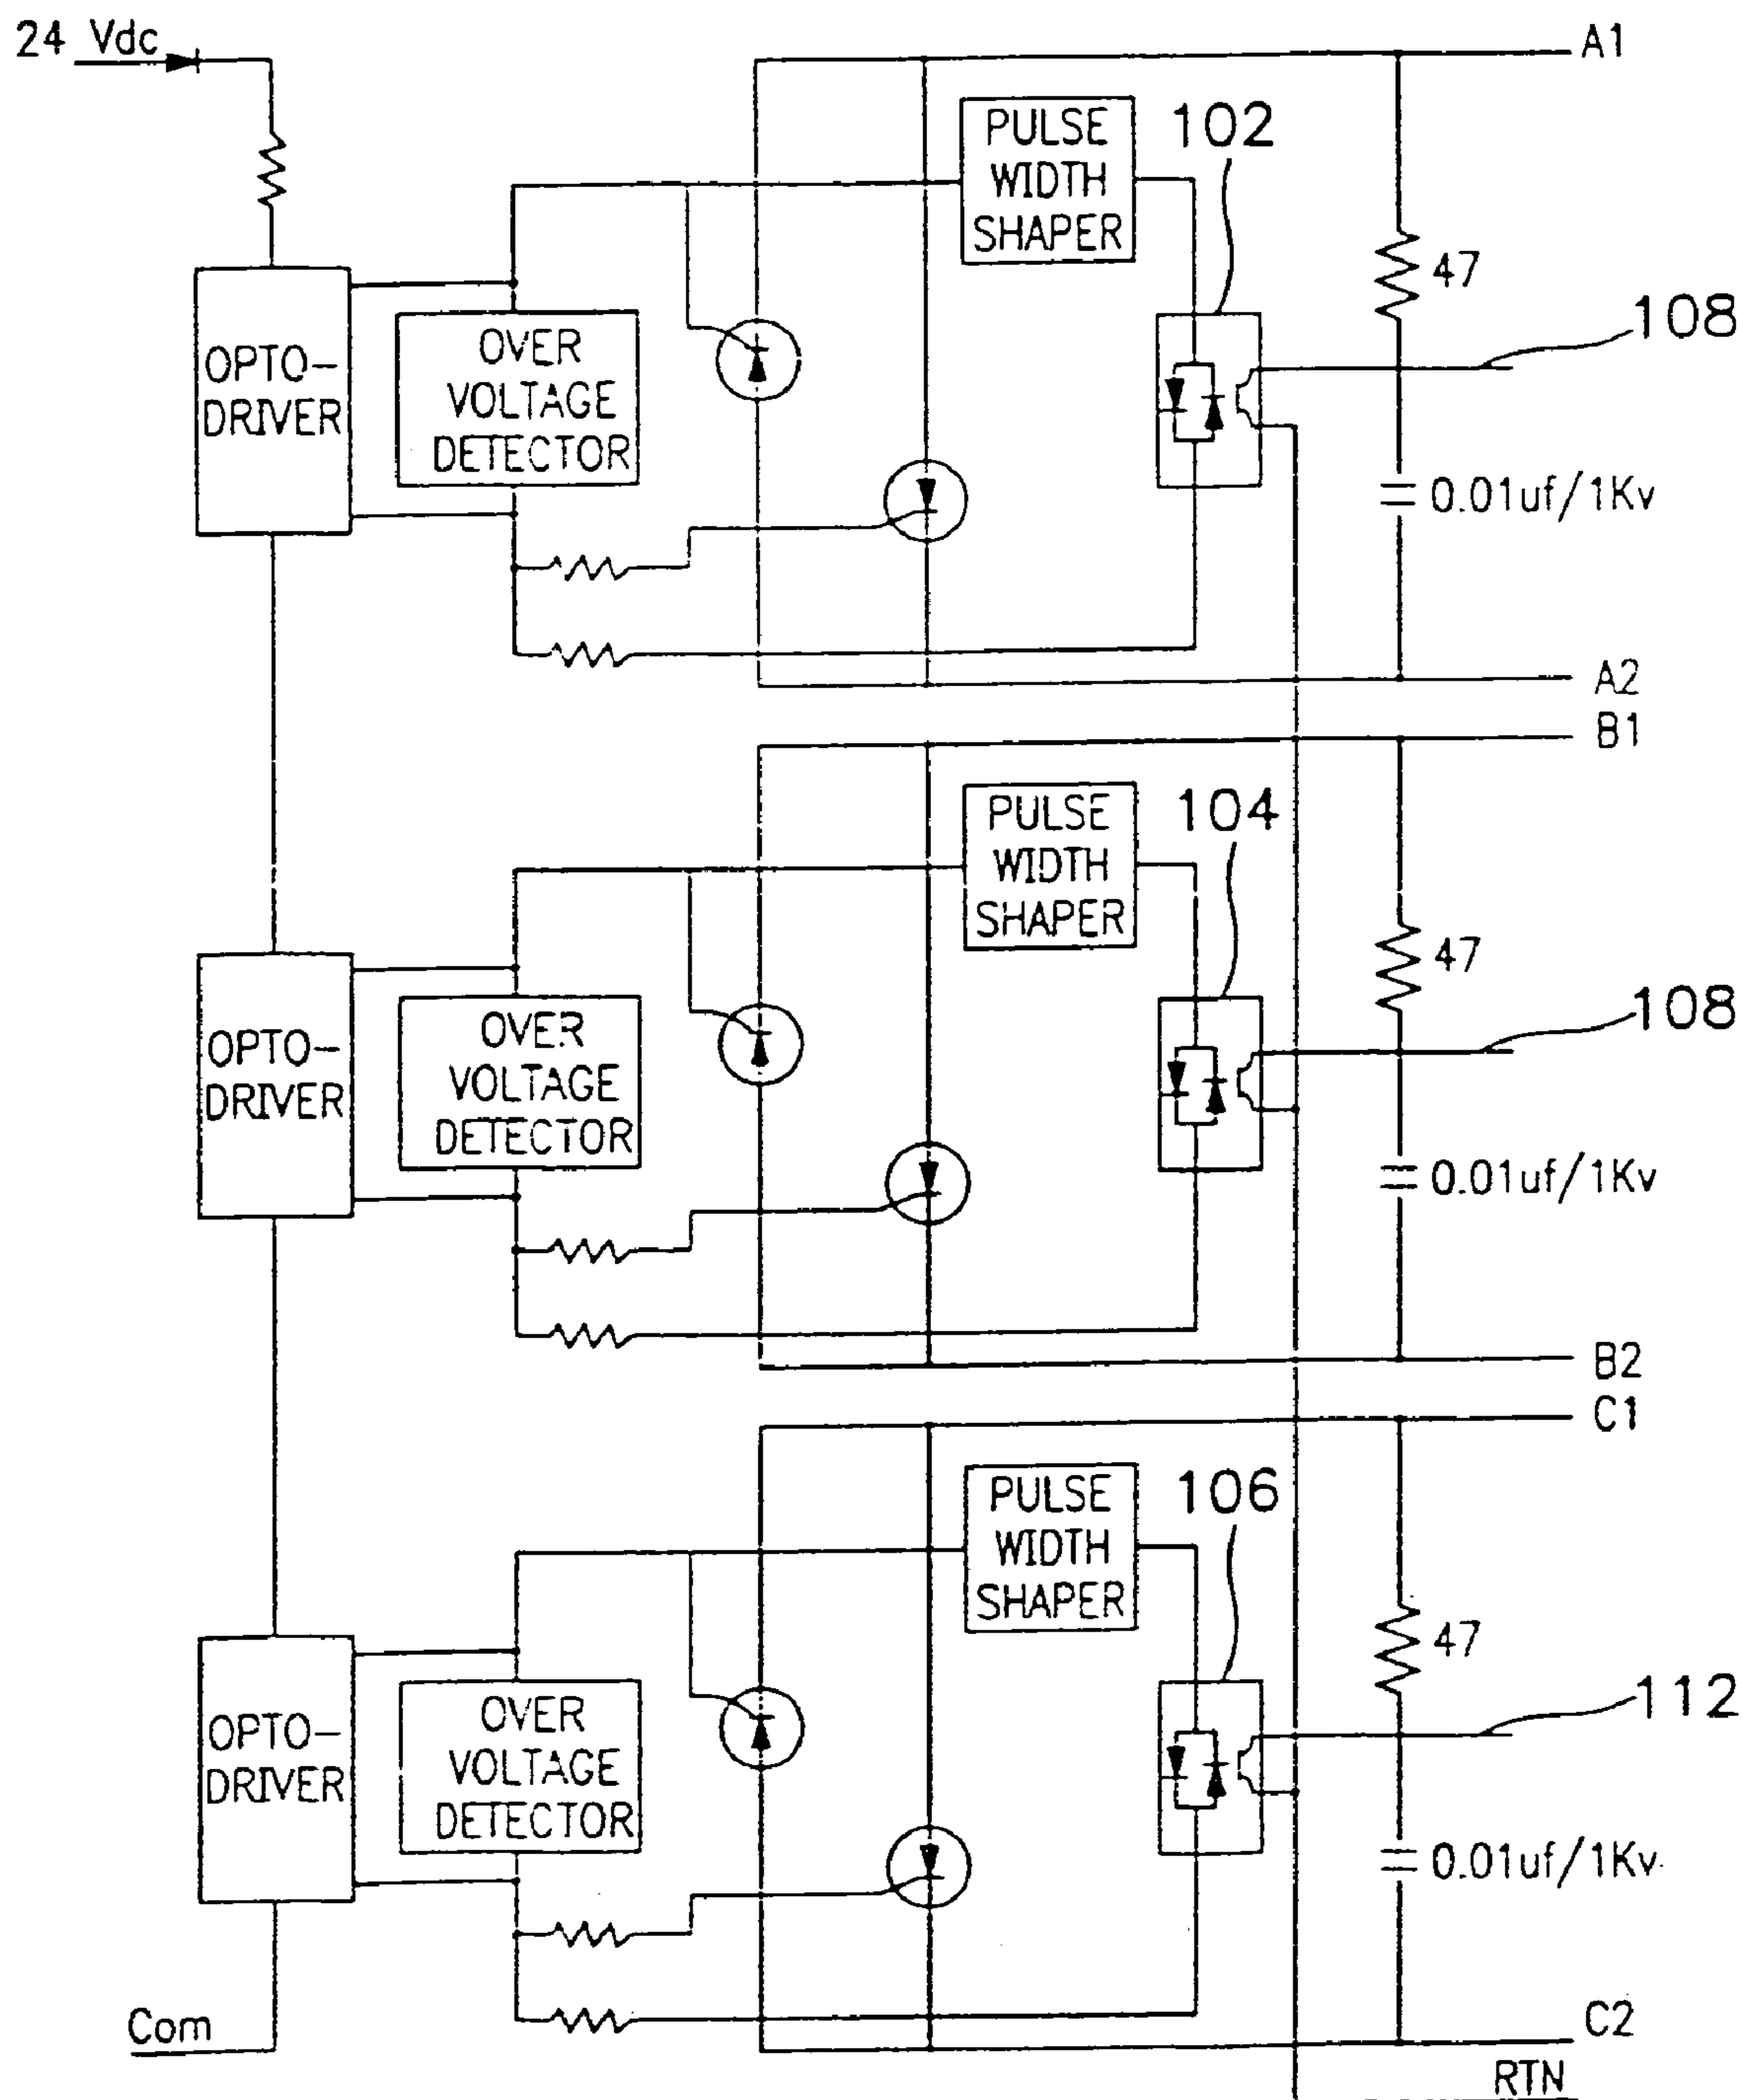 24 Vdc
A1
PULSE
WIDTH
SHAPER
102
47
108
OPTO-
DRIVER
OVER
VOLTAGE
DETECTOR
0.01uf/1Kv
A2
B1
PULSE
WIDTH
SHAPER
104
47
108
OPTO-
DRIVER
OVER
VOLTAGE
DETECTOR
0.01uf/1Kv
B2
C1
PULSE
WIDTH
SHAPER
106
47
112
OPTO-
DRIVER
OVER
VOLTAGE
DETECTOR
0.01uf/1Kv
Com
C2
RTN